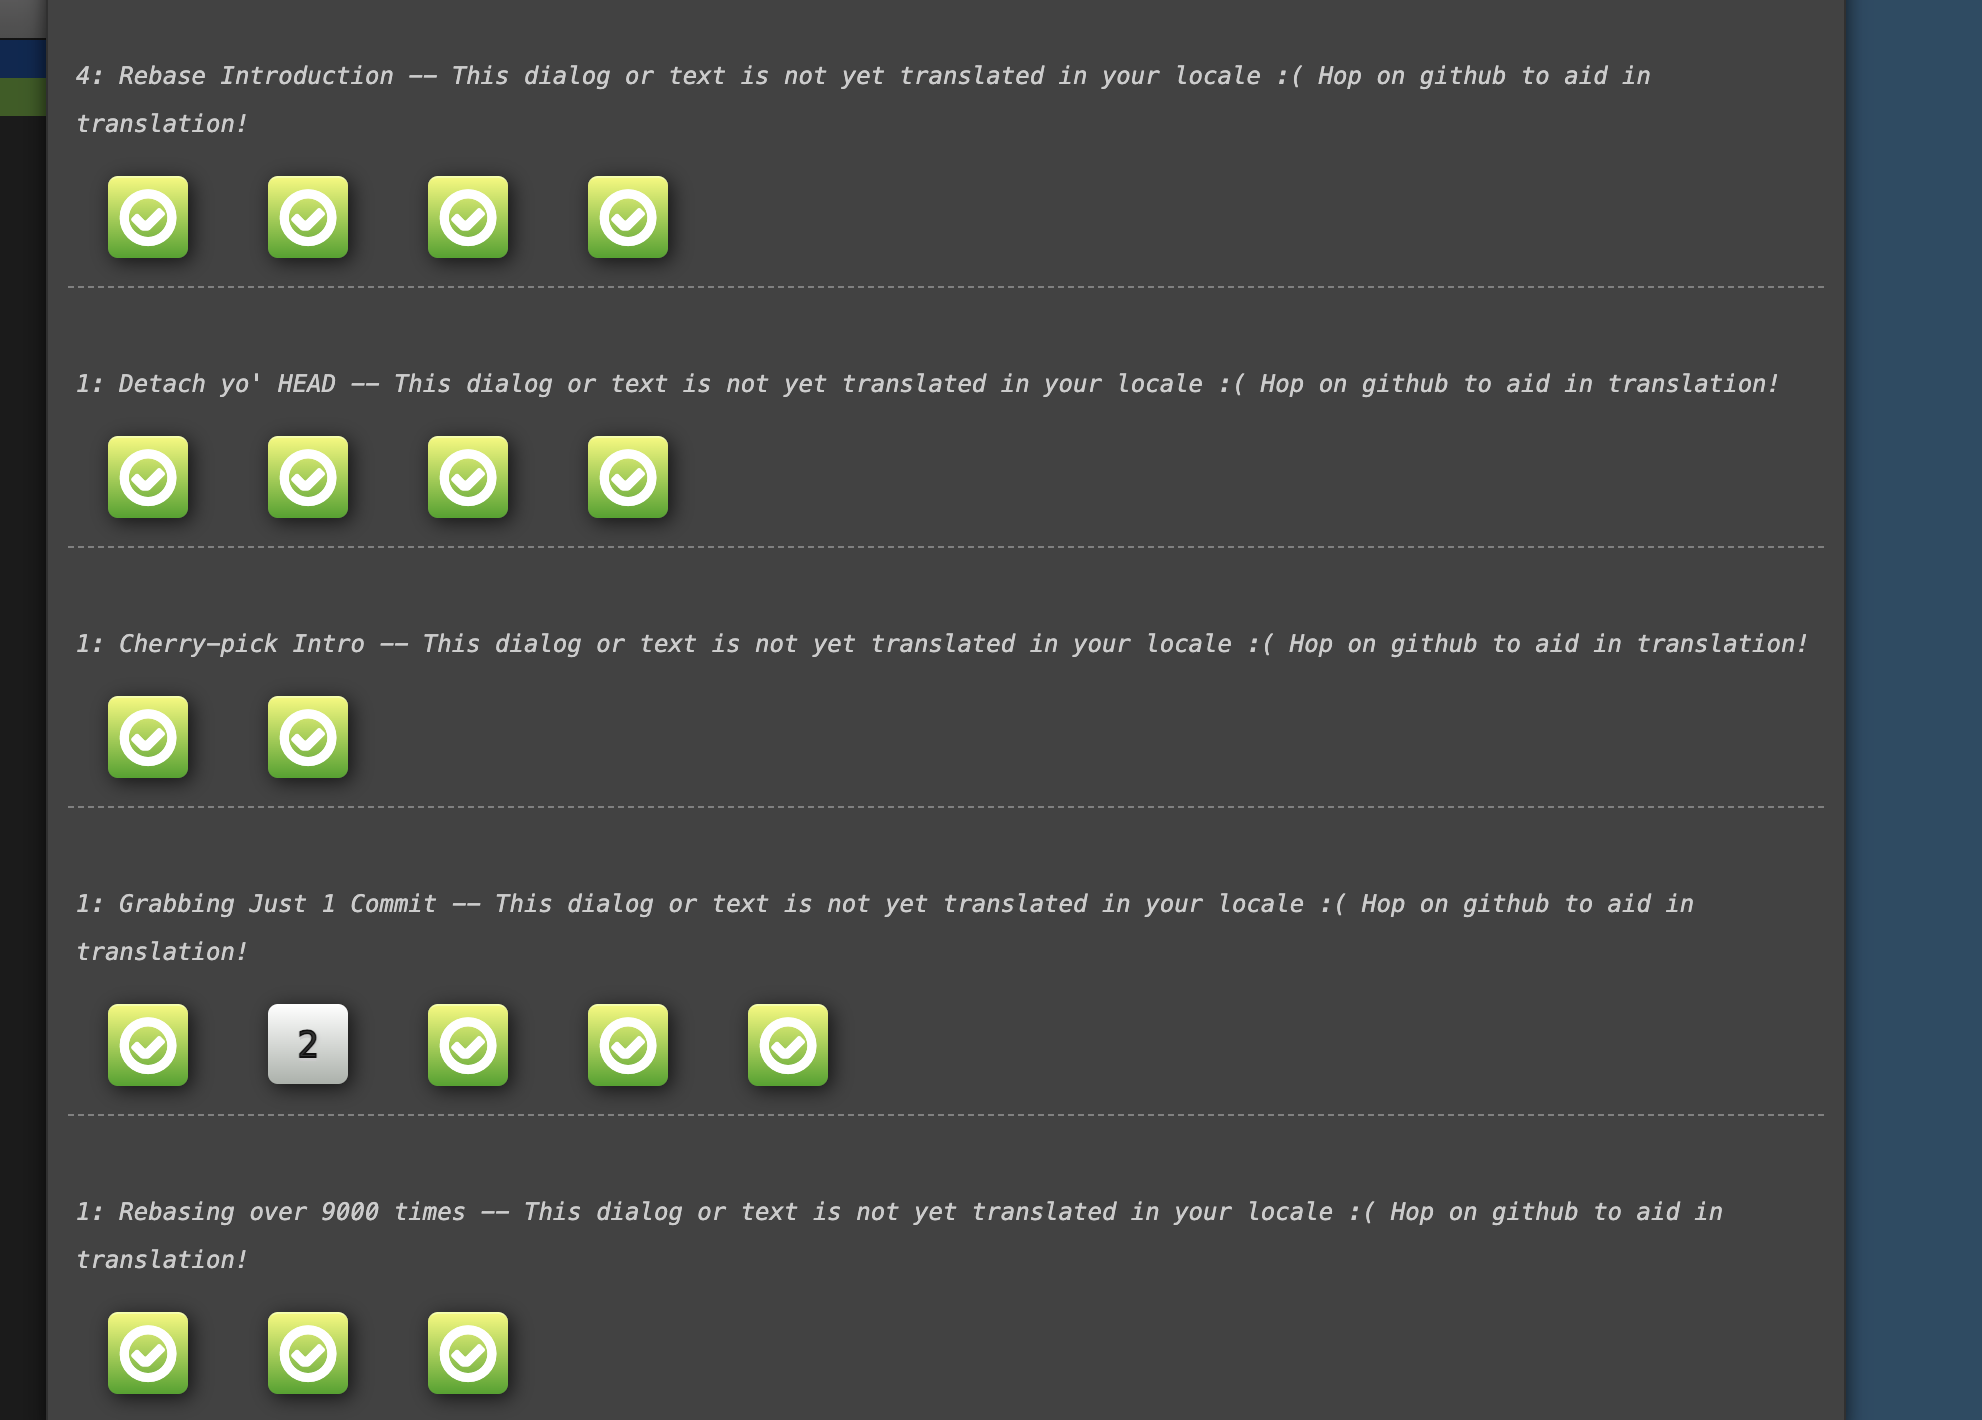 4: Rebase Introduction -- This dialog or text is not yet translated in your locale :( Hop on github to aid in
translation!
1: Detach yo' HEAD -- This dialog or text is not yet translated in your locale :( Hop on github to aid in translation!
1: Cherry-pick Intro -- This dialog or text is not yet translated in your locale :( Hop on github to aid in translation!
1: Grabbing Just 1 Commit -- This dialog or text is not yet translated in your locale :( Hop on github to aid in
translation!
2
1: Rebasing over 9000 times -- This dialog or text is not yet translated in your locale :( Hop on github to aid in
translation!